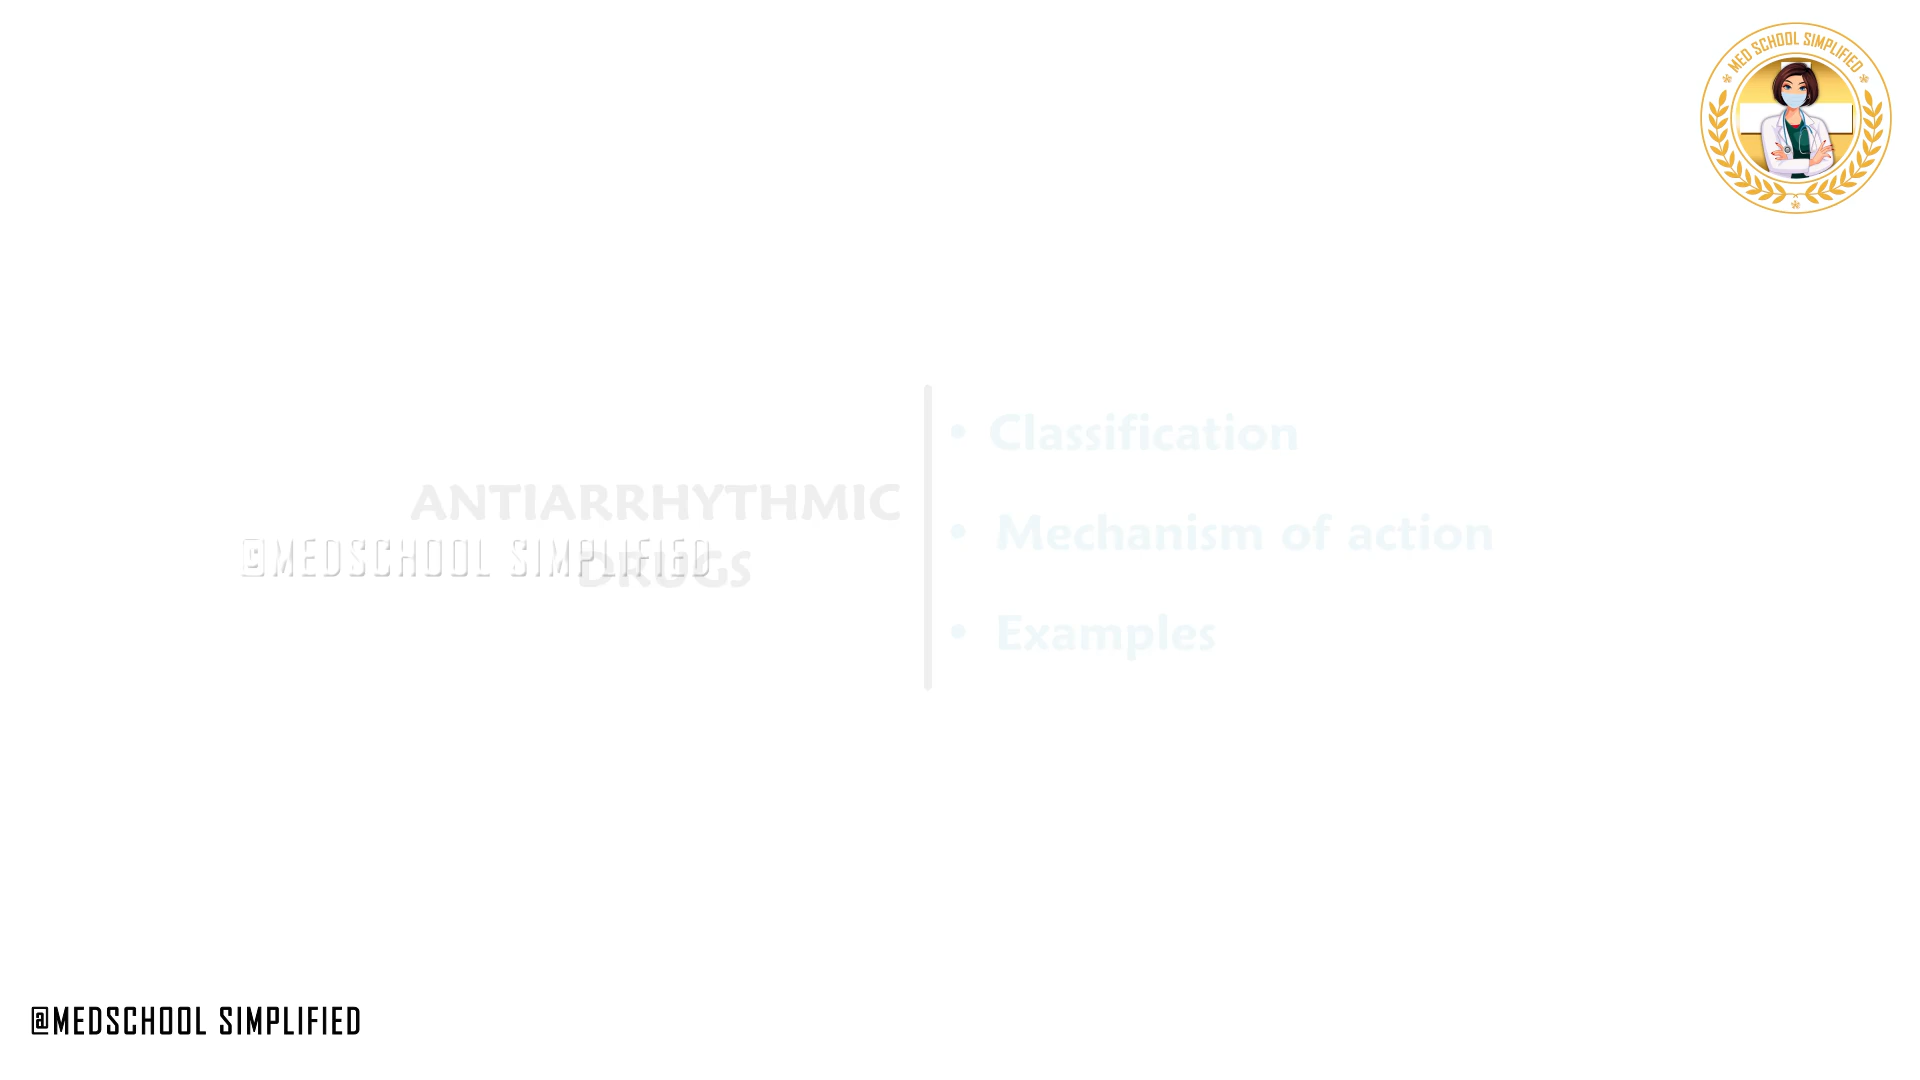 MED SCHOOL SIMPLIFIED
ANTIARRHYTHMIC
DRUGS
@MEDSCHOOL SIMPLIFIED
• Classification
• Mechanism of action
• Examples
@MEDSCHOOL SIMPLIFIED